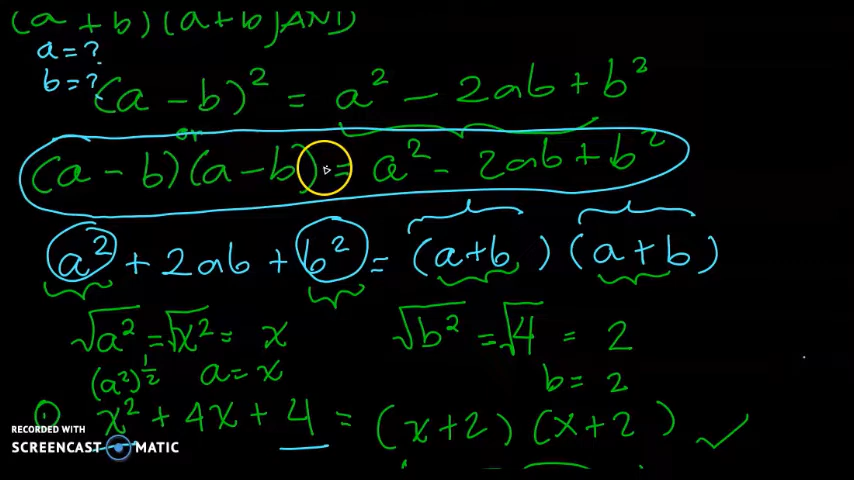 (a + b)(a + b) AND
a = ?
b = ?
(a - b)² = a² - 2ab + b²
or
(a - b)(a - b) = a² - 2ab + b²
a² + 2ab + b² = (a+b)(a+b)
√a² = √x² = x √b² = √4 = 2
(a²)^1/2 a = x b = 2
① x² + 4x + 4 = (x+2)(x+2) ✓
RECORDED WITH
SCREENCAST-O-MATIC